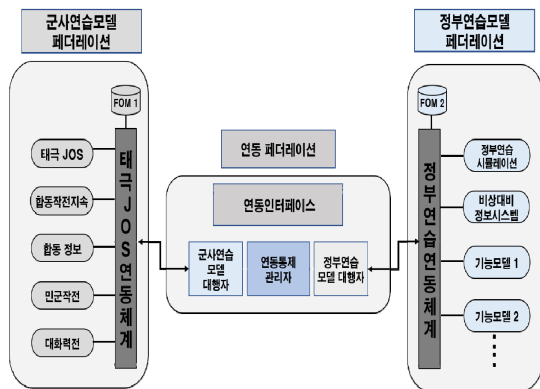 군사연습모델
페더레이션
FOM 1
태극 JOS
합동작전지속
합동 정보
민군작전
대화력전
태극JOS연동체계
연동 페더레이션
연동인터페이스
군사연습
모델
대행자
연동통제
관리자
정부연습
모델 대행자
정부연습모델
페더레이션
FOM 2
정부연습연동체계
정부연습
시뮬레이션
비상대비
정보시스템
기능모델 1
기능모델 2